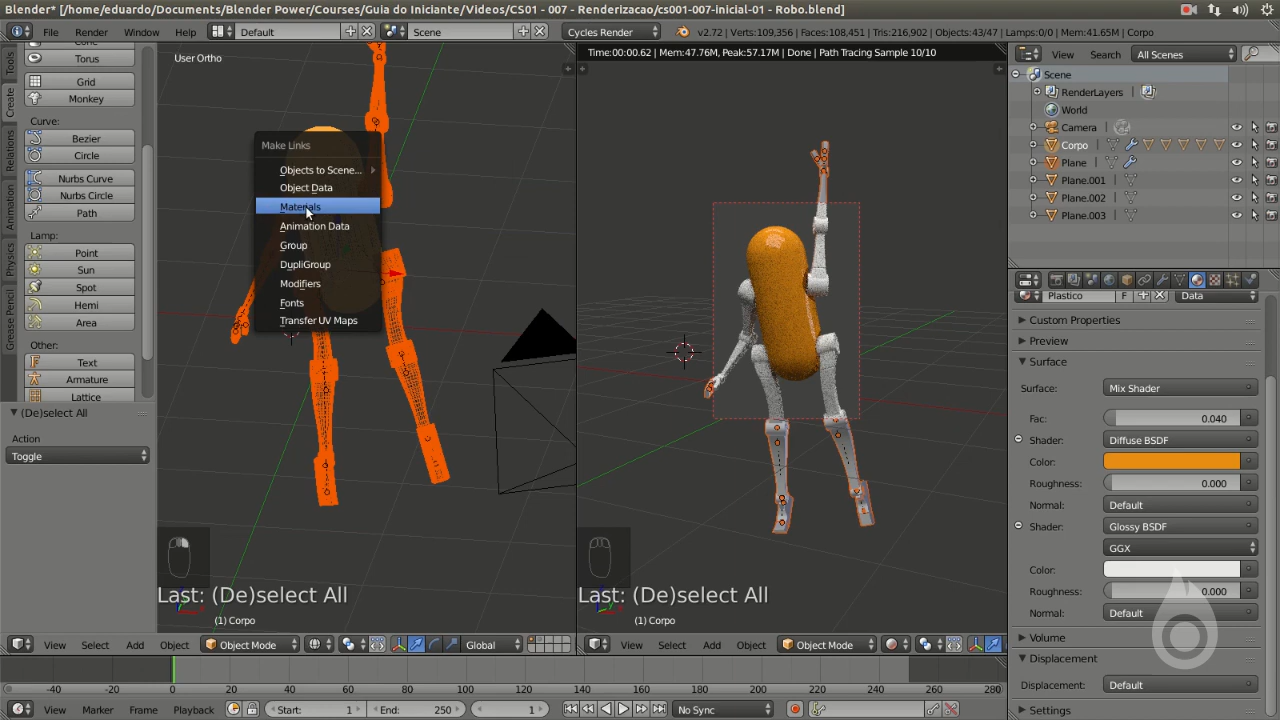 Blender* [/home/eduardo/Documents/Blender Power/Courses/Guia do Iniciante/Videos/CS01 - 007 - Renderizacao/cs001-007-inicial-01 - Robo.blend]
File Render Window Help Default Scene Cycles Render v2.72 | Verts:109,356 | Faces:108,451 | Tris:216,902 | Objects:43/47 | Lamps:0/0 | Mem:41.65M | Corpo
Tools
Create
Relations
Animation
Physics
Grease Pencil
Torus
Grid
Monkey
Curve:
Bezier
Circle
Nurbs Curve
Nurbs Circle
Path
Lamp:
Point
Sun
Spot
Hemi
Area
Other:
Text
Armature
Lattice
(De)select All
Action
Toggle
User Ortho
Make Links
Objects to Scene...
Object Data
Materials
Animation Data
Group
DupliGroup
Modifiers
Fonts
Transfer UV Maps
Last: (De)select All
(1) Corpo
View Select Add Object Object Mode Global
Time:00:00.62 | Mem:47.76M, Peak:57.17M | Done | Path Tracing Sample 10/10
Last: (De)select All
(1) Corpo
View Select Add Object Object Mode
View Search All Scenes
Scene
RenderLayers
World
Camera
Corpo
Plane
Plane.001
Plane.002
Plane.003
Plastico F Data
Custom Properties
Preview
Surface
Surface: Mix Shader
Fac: 0.040
Shader: Diffuse BSDF
Color:
Roughness: 0.000
Normal: Default
Shader: Glossy BSDF
GGX
Color:
Roughness: 0.000
Normal: Default
Volume
Displacement
Displacement: Default
Settings
-40 -20 0 20 40 60 80 100 120 140 160 180 200 220 240 260 280
View Marker Frame Playback Start: 1 End: 250 1 No Sync